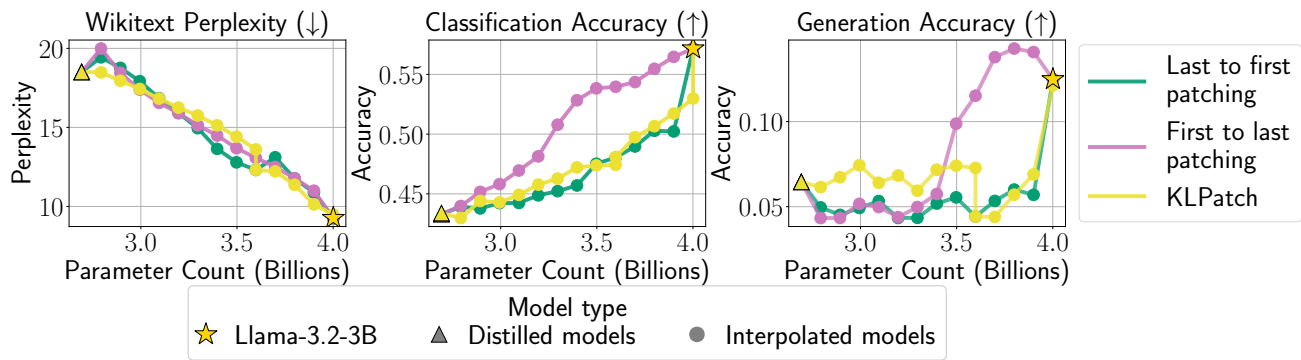 Wikitext Perplexity (↓)
Classification Accuracy (↑)
Generation Accuracy (↑)
Perplexity
20
15
10
3.0
3.5
4.0
Parameter Count (Billions)
Accuracy
0.55
0.50
0.45
3.0
3.5
4.0
Parameter Count (Billions)
Accuracy
0.10
0.05
3.0
3.5
4.0
Parameter Count (Billions)
Last to first
patching
First to last
patching
KLPatch
Model type
Llama-3.2-3B
Distilled models
Interpolated models